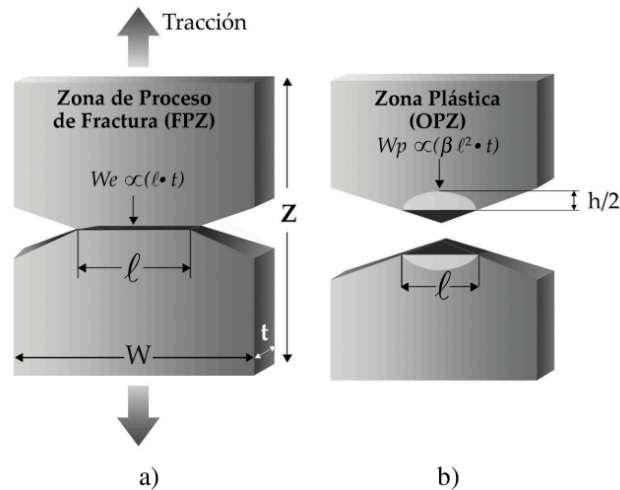 Tracción
Zona de Proceso
de Fractura (FPZ)
We ∝(ℓ• t)
Z
ℓ
t
W
a)
Zona Plástica
(OPZ)
Wp ∝(β ℓ²• t)
h/2
ℓ
b)